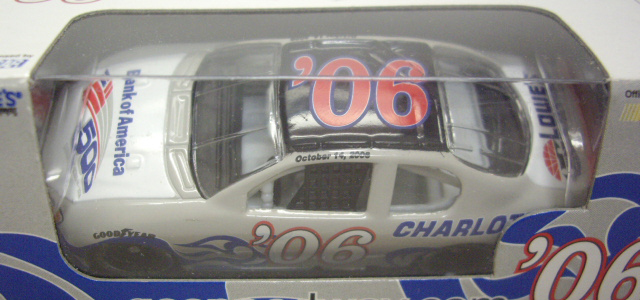 '06
Bank of America
500
LOWE'S
October 14, 2006
GOODYEAR
'06
CHARLOT
'06